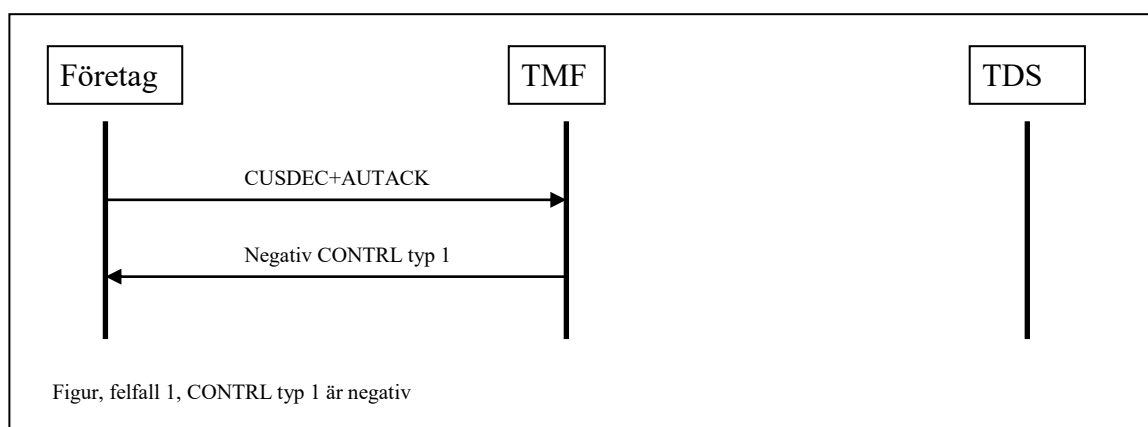 Företag
TMF
TDS
CUSDEC+AUTACK
Negativ CONTRL typ 1
Figur, felfall 1, CONTRL typ 1 är negativ